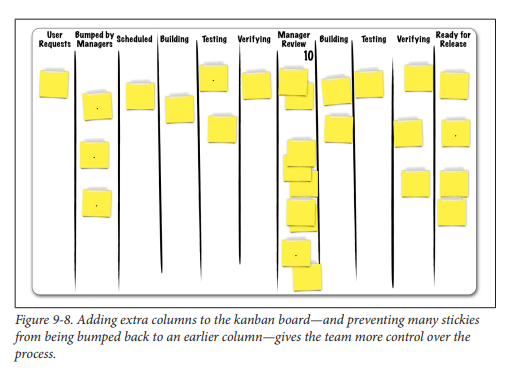 User Requests
Bumped by Managers
Scheduled
Building
Testing
Verifying
Manager Review
10
Building
Testing
Verifying
Ready for Release
Figure 9-8. Adding extra columns to the kanban board—and preventing many stickies
from being bumped back to an earlier column—gives the team more control over the
process.